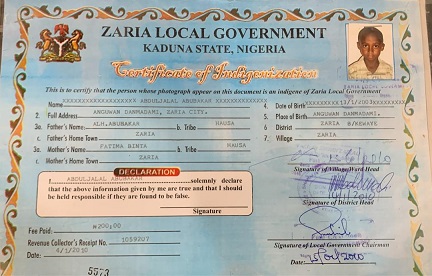 ZARIA LOCAL GOVERNMENT
KADUNA STATE, NIGERIA
Certificate of Indigenization
This is to certify that the person whose photograph appear on this document is an indigene of Zaria Local Government
Name ABDULJALAL ABUBAKAR
2. Full Address ANGUWAN DANMADAMI, ZARIA CITY.
3a. Father's Name ALH.ABUBAKAR b. Tribe HAUSA
c. Father's Home Town ZARIA
3a. Mother's Name FATIMA BINTA b. Tribe HAUSA
c. Mother's Home Town ZARIA
4. Date of Birth
5. Place of Birth ANGUWAN DANMADAMI,
6. District ZARIA
7. Village ZARIA
DECLARATION
I ABDULJALAL ABUBAKAR solemnly declare
that the above information given by me are true and that I should
be held responsible if they are found to be false.
Signature
Fee Paid: ₦200;00
Revenue Collector's Receipt No. 1059307
Date: 4/1/2010
5573
Signature of Village/Ward Head
Signature of District Head
Signature of Local Government Chairman
Date: